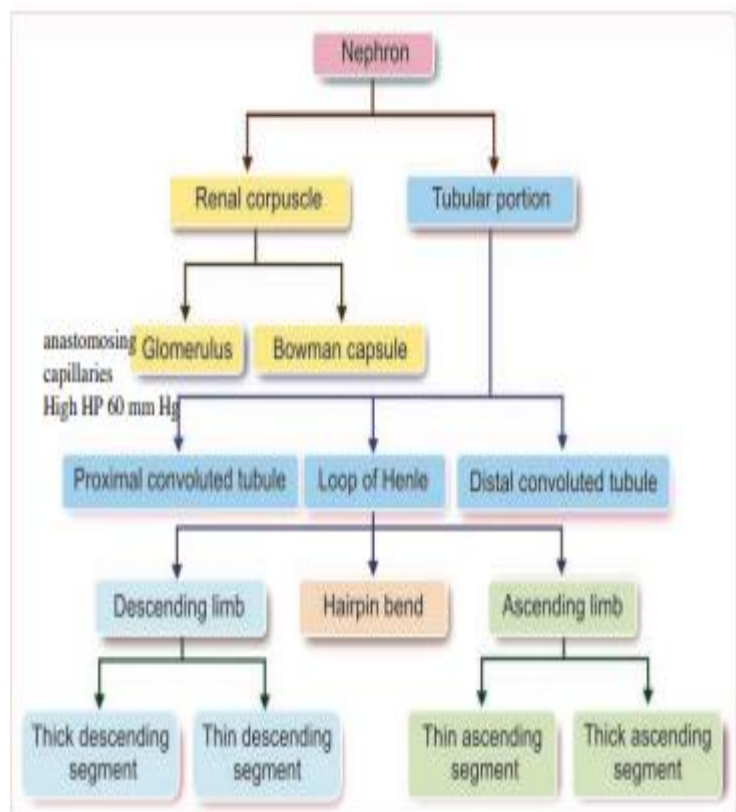 Nephron
Renal corpuscle
Tubular portion
anastomosing
capillaries
High HP 60 mm Hg
Glomerulus
Bowman capsule
Proximal convoluted tubule
Loop of Henle
Distal convoluted tubule
Descending limb
Hairpin bend
Ascending limb
Thick descending
segment
Thin descending
segment
Thin ascending
segment
Thick ascending
segment